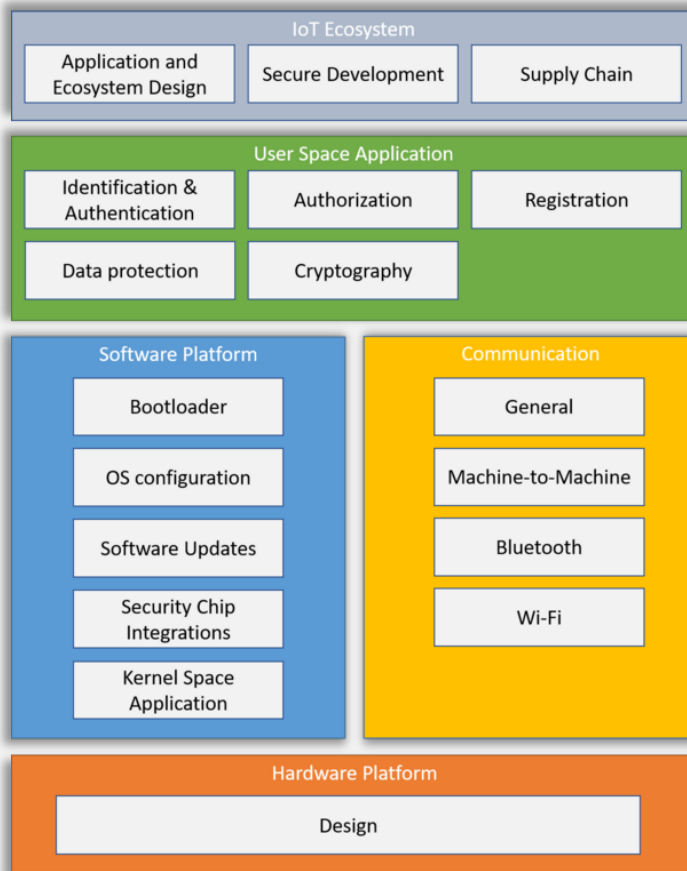 IoT Ecosystem
Application and
Ecosystem Design
Secure Development
Supply Chain
User Space Application
Identification &
Authentication
Authorization
Registration
Data protection
Cryptography
Software Platform
Bootloader
OS configuration
Software Updates
Security Chip
Integrations
Kernel Space
Application
Communication
General
Machine-to-Machine
Bluetooth
Wi-Fi
Hardware Platform
Design